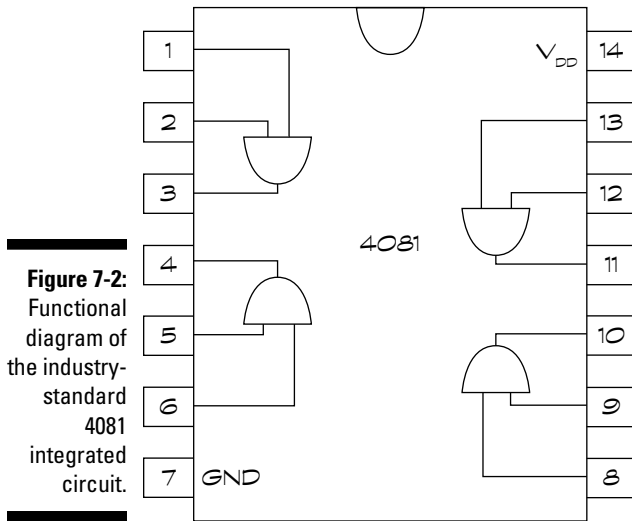 1
2
3
4
5
6
7 GND
4081
V_DD 14
13
12
11
10
9
8
Figure 7-2:
Functional
diagram of
the industry-
standard
4081
integrated
circuit.